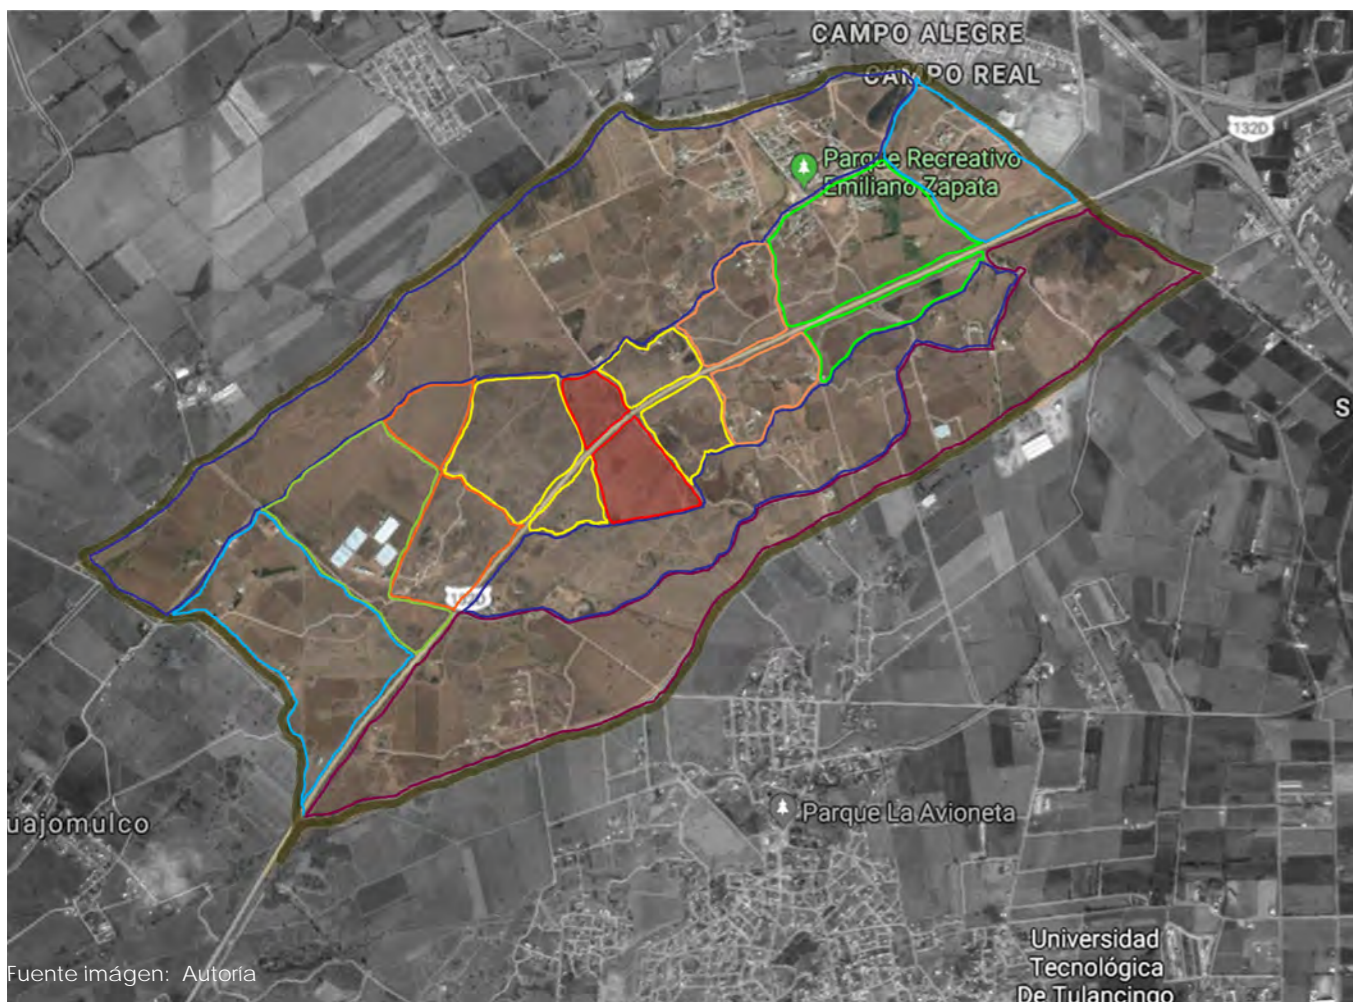 CAMPO ALEGRE
CAMPO REAL
132D
Parque Recreativo
Emiliano Zapata
S
132D
Parque La Avioneta
uajomulco
Universidad
Tecnológica
De Tulancingo
Fuente imágen: Autoría